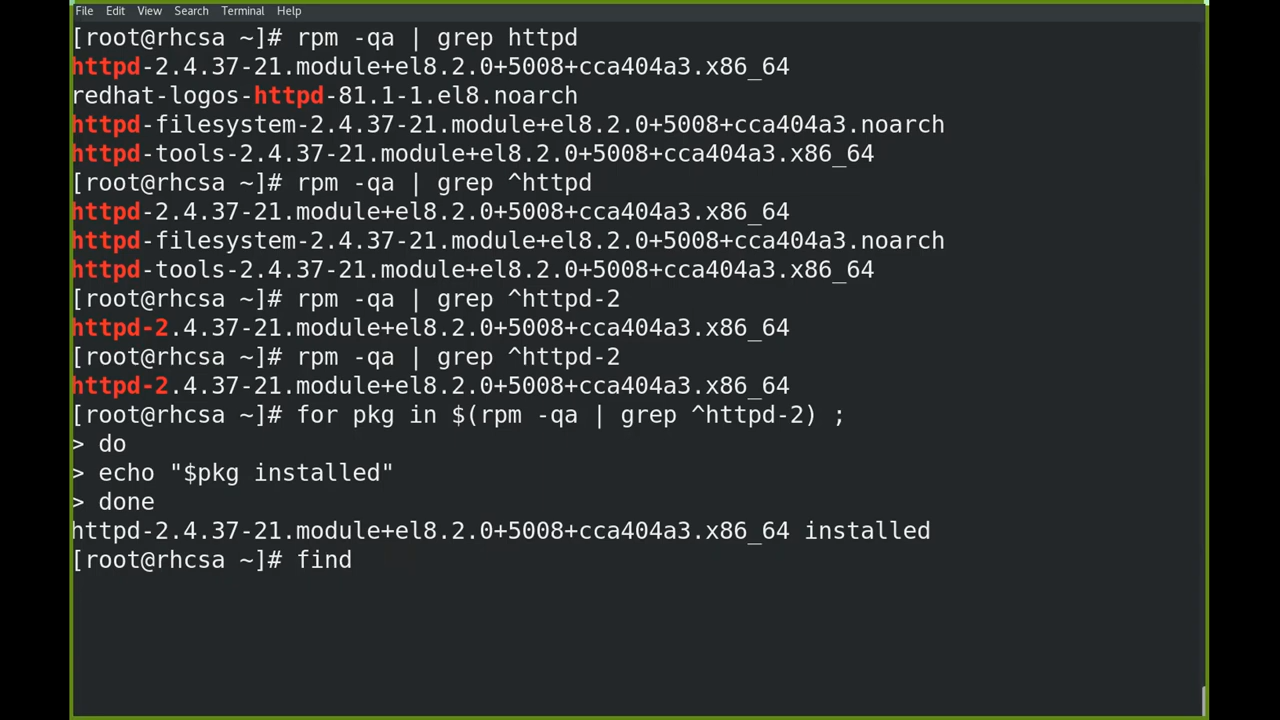 File Edit View Search Terminal Help
[root@rhcsa ~]# rpm -qa | grep httpd
httpd-2.4.37-21.module+el8.2.0+5008+cca404a3.x86_64
redhat-logos-httpd-81.1-1.el8.noarch
httpd-filesystem-2.4.37-21.module+el8.2.0+5008+cca404a3.noarch
httpd-tools-2.4.37-21.module+el8.2.0+5008+cca404a3.x86_64
[root@rhcsa ~]# rpm -qa | grep ^httpd
httpd-2.4.37-21.module+el8.2.0+5008+cca404a3.x86_64
httpd-filesystem-2.4.37-21.module+el8.2.0+5008+cca404a3.noarch
httpd-tools-2.4.37-21.module+el8.2.0+5008+cca404a3.x86_64
[root@rhcsa ~]# rpm -qa | grep ^httpd-2
httpd-2.4.37-21.module+el8.2.0+5008+cca404a3.x86_64
[root@rhcsa ~]# rpm -qa | grep ^httpd-2
httpd-2.4.37-21.module+el8.2.0+5008+cca404a3.x86_64
[root@rhcsa ~]# for pkg in $(rpm -qa | grep ^httpd-2) ;
> do
> echo "$pkg installed"
> done
httpd-2.4.37-21.module+el8.2.0+5008+cca404a3.x86_64 installed
[root@rhcsa ~]# find